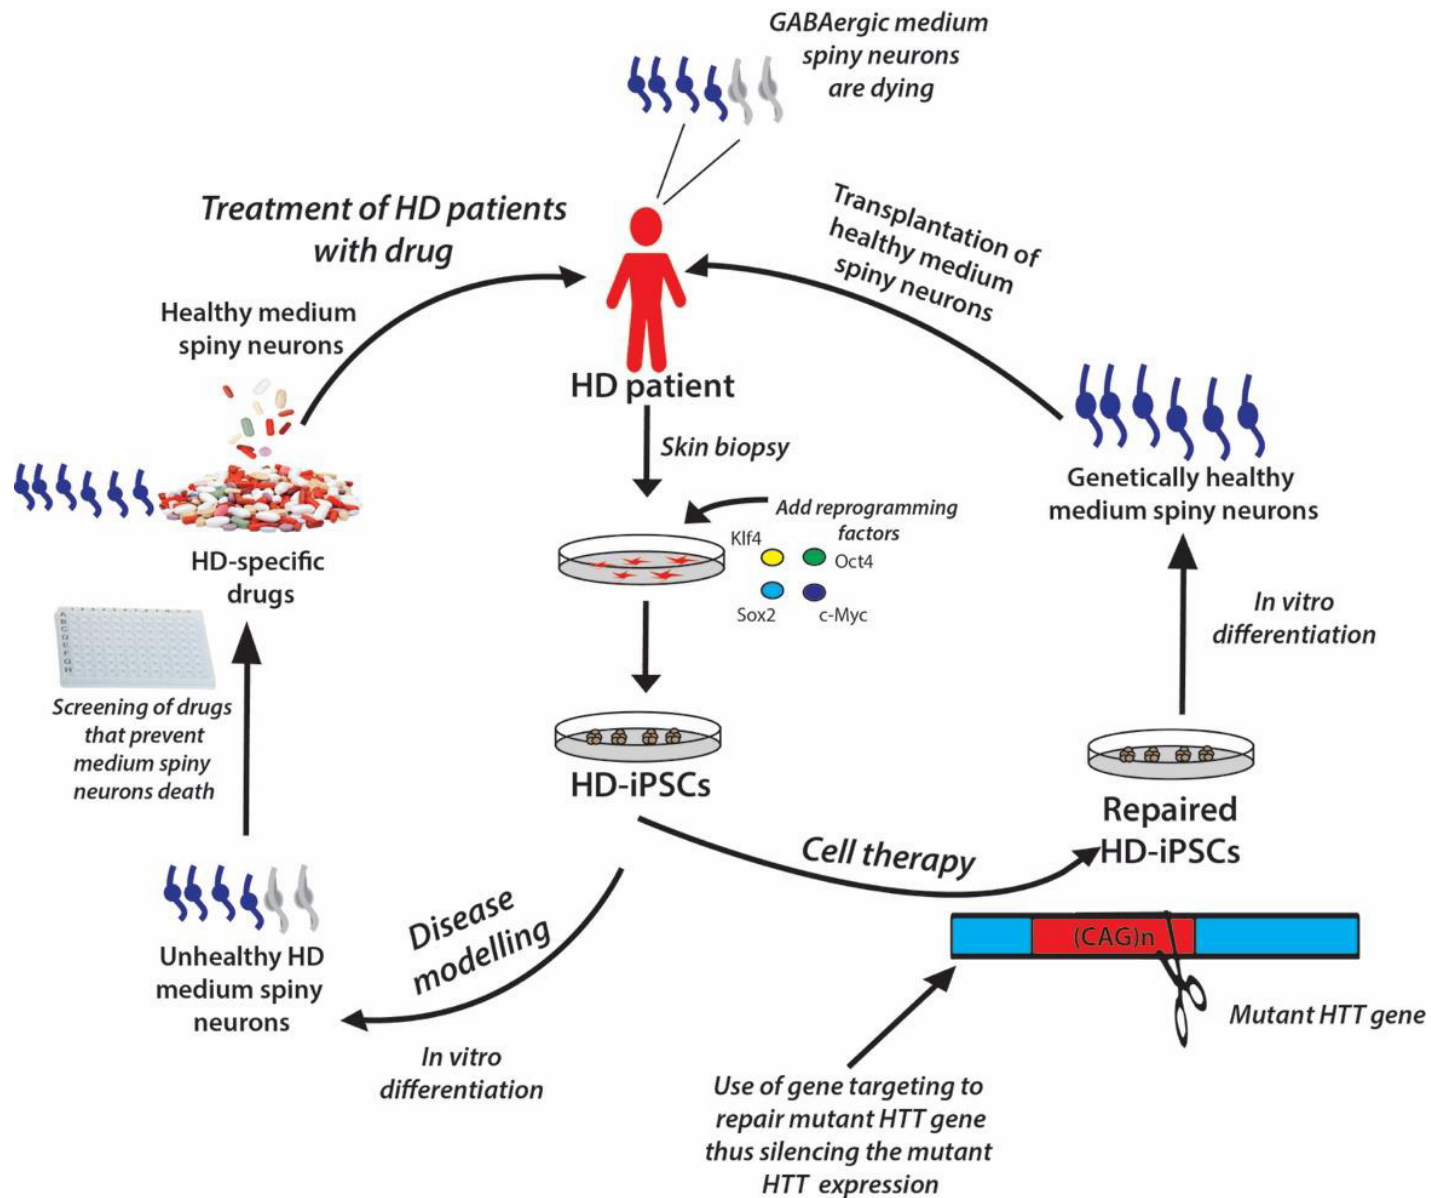 GABAergic medium
spiny neurons
are dying
Treatment of HD patients
with drug
Transplantation of
healthy medium
spiny neurons
Healthy medium
spiny neurons
HD patient
Skin biopsy
Add reprogramming
factors
Klf4
Oct4
Sox2
c-Myc
Genetically healthy
medium spiny neurons
HD-specific
drugs
In vitro
differentiation
A
B
C
D
E
F
G
H
Screening of drugs
that prevent
medium spiny
neurons death
HD-iPSCs
Repaired
HD-iPSCs
Cell therapy
Disease
modelling
Unhealthy HD
medium spiny
neurons
(CAG)n
Mutant HTT gene
In vitro
differentiation
Use of gene targeting to
repair mutant HTT gene
thus silencing the mutant
HTT expression